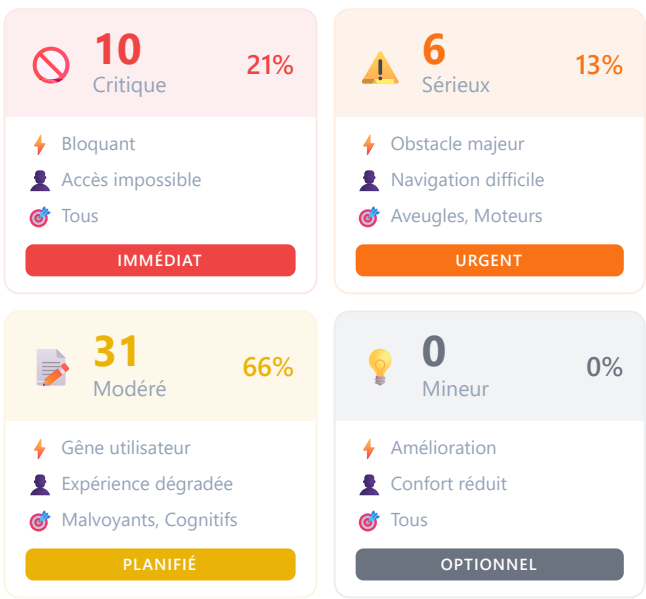 10
Critique
21%
Bloquant
Accès impossible
Tous
IMMÉDIAT
6
Sérieux
13%
Obstacle majeur
Navigation difficile
Aveugles, Moteurs
URGENT
31
Modéré
66%
Gêne utilisateur
Expérience dégradée
Malvoyants, Cognitifs
PLANIFIÉ
0
Mineur
0%
Amélioration
Confort réduit
Tous
OPTIONNEL